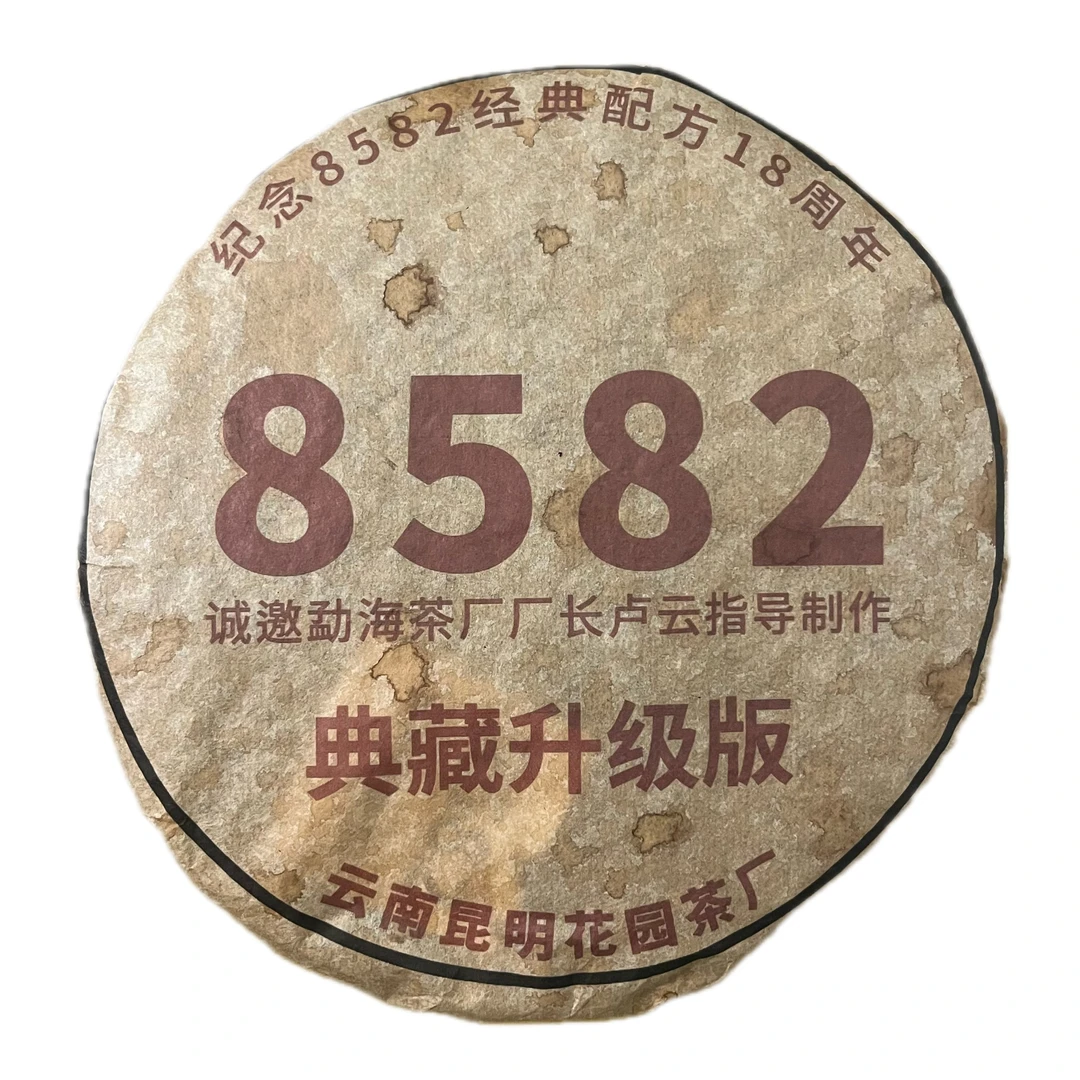 纪念8582经典配方18周年
8582
诚邀勐海茶厂厂长卢云指导制作
典藏升级版
云南昆明花园茶厂